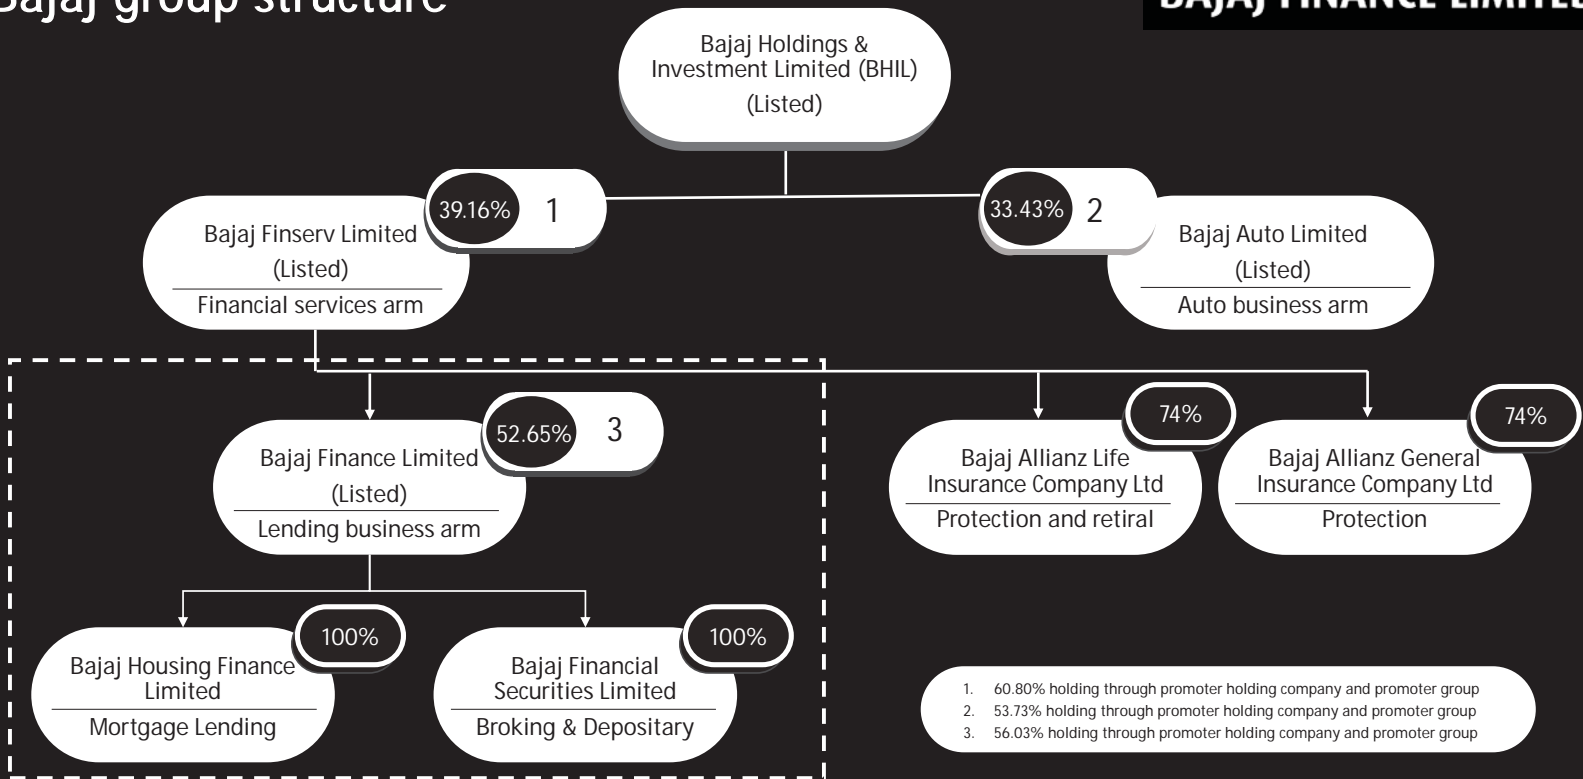 Bajaj group structure
BAJAJ FINANCE LIMITED
Bajaj Holdings &
Investment Limited (BHIL)
(Listed)
39.16% 1
33.43% 2
Bajaj Finserv Limited
(Listed)
Financial services arm
Bajaj Auto Limited
(Listed)
Auto business arm
52.65% 3
Bajaj Finance Limited
(Listed)
Lending business arm
74%
Bajaj Allianz Life
Insurance Company Ltd
Protection and retiral
74%
Bajaj Allianz General
Insurance Company Ltd
Protection
100%
Bajaj Housing Finance
Limited
Mortgage Lending
100%
Bajaj Financial
Securities Limited
Broking & Depositary
1. 60.80% holding through promoter holding company and promoter group
2. 53.73% holding through promoter holding company and promoter group
3. 56.03% holding through promoter holding company and promoter group